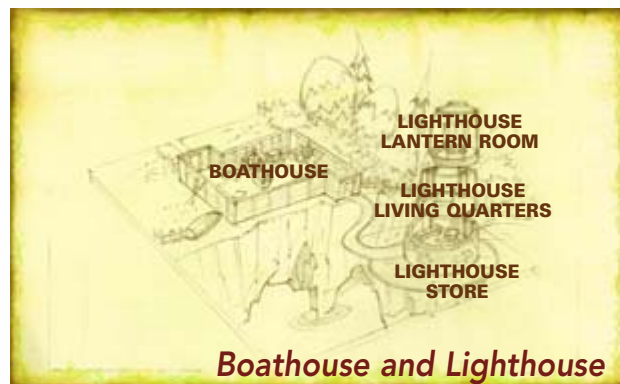 LIGHTHOUSE
LANTERN ROOM
BOATHOUSE
LIGHTHOUSE
LIVING QUARTERS
LIGHTHOUSE
STORE
Boathouse and Lighthouse